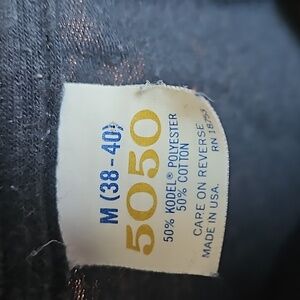 M (38-40)
5050
50% KODEL® POLYESTER
50% COTTON
CARE ON REVERSE
MADE IN USA. RN